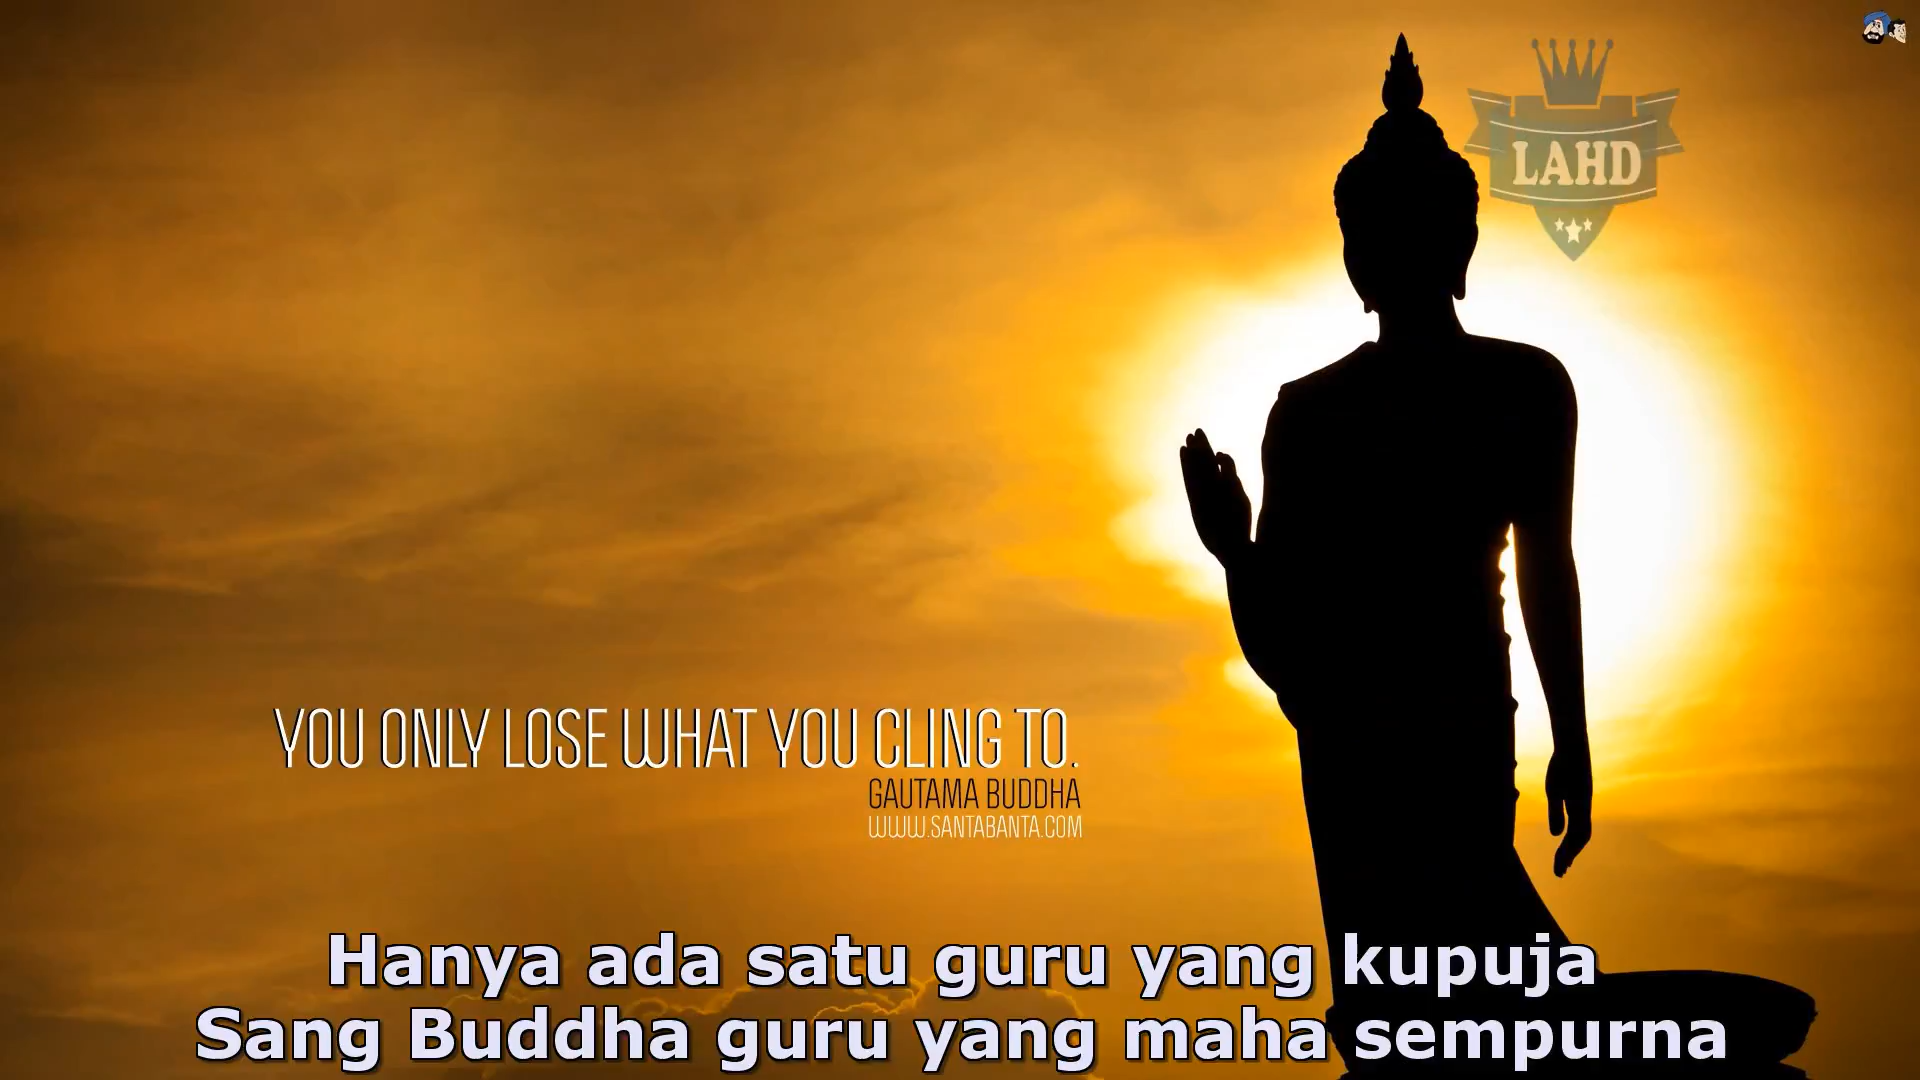 LAHD
YOU ONLY LOSE WHAT YOU CLING TO.
GAUTAMA BUDDHA
WWW.SANTABANTA.COM
Hanya ada satu guru yang kupuja
Sang Buddha guru yang maha sempurna